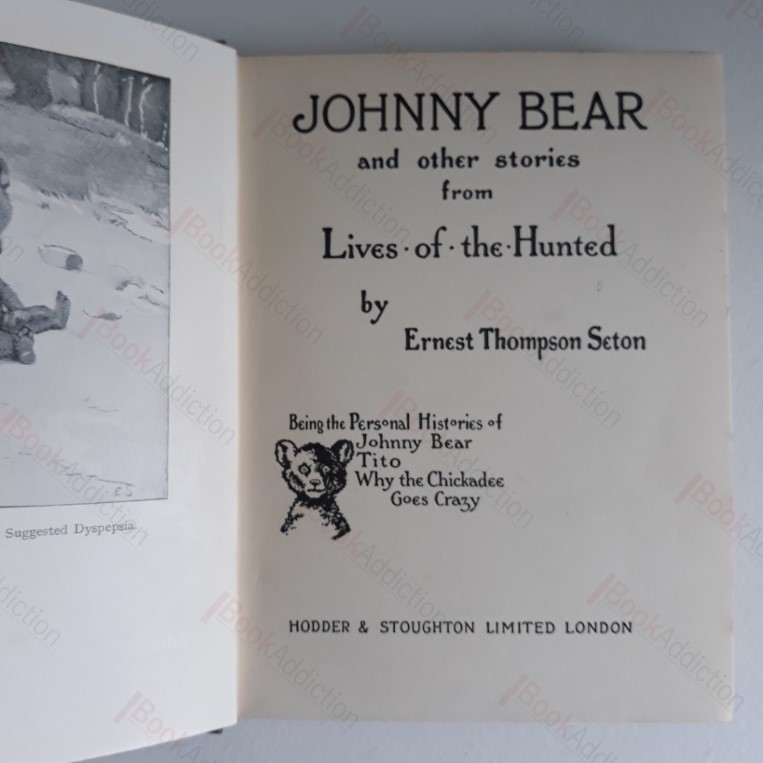 Suggested Dyspepsia
E S
JOHNNY BEAR
and other stories
from
Lives·of·the·Hunted
by
Ernest Thompson Seton
Being the Personal Histories of
Johnny Bear
Tito
Why the Chickadee
Goes Crazy
HODDER & STOUGHTON LIMITED LONDON
BookAddiction